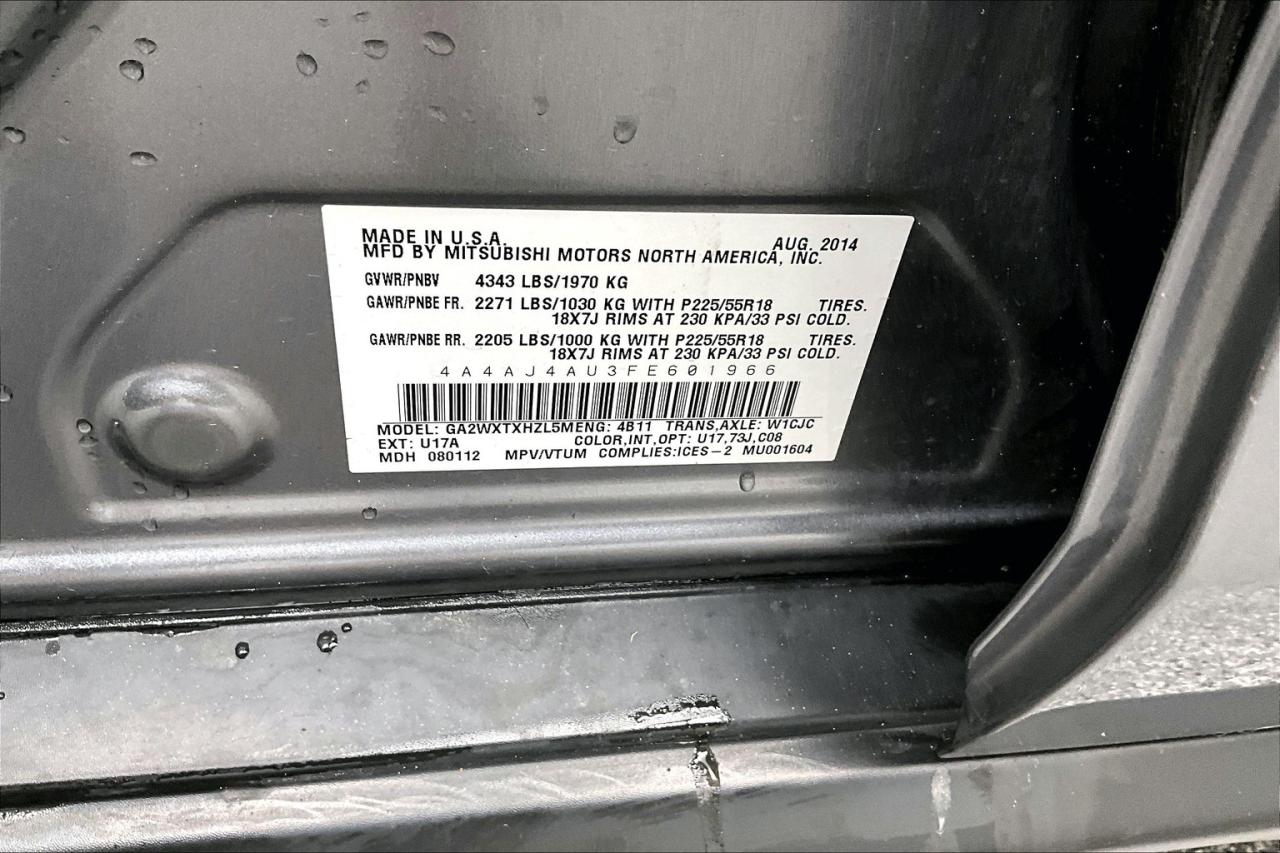 MADE IN U.S.A. AUG. 2014
MFD BY MITSUBISHI MOTORS NORTH AMERICA, INC.
GVWR/PNBV 4343 LBS/1970 KG
GAWR/PNBE FR. 2271 LBS/1030 KG WITH P225/55R18 TIRES.
18X7J RIMS AT 230 KPA/33 PSI COLD.
GAWR/PNBE RR. 2205 LBS/1000 KG WITH P225/55R18 TIRES.
18X7J RIMS AT 230 KPA/33 PSI COLD.
4A4AJ4AU3FE601966
MODEL: GA2WXTXHZL5MENG: 4B11 TRANS,AXLE: W1CJC
EXT: U17A COLOR,INT,OPT: U17,73J,C08
MDH 080112 MPV/VTUM COMPLIES:ICES-2 MU001604